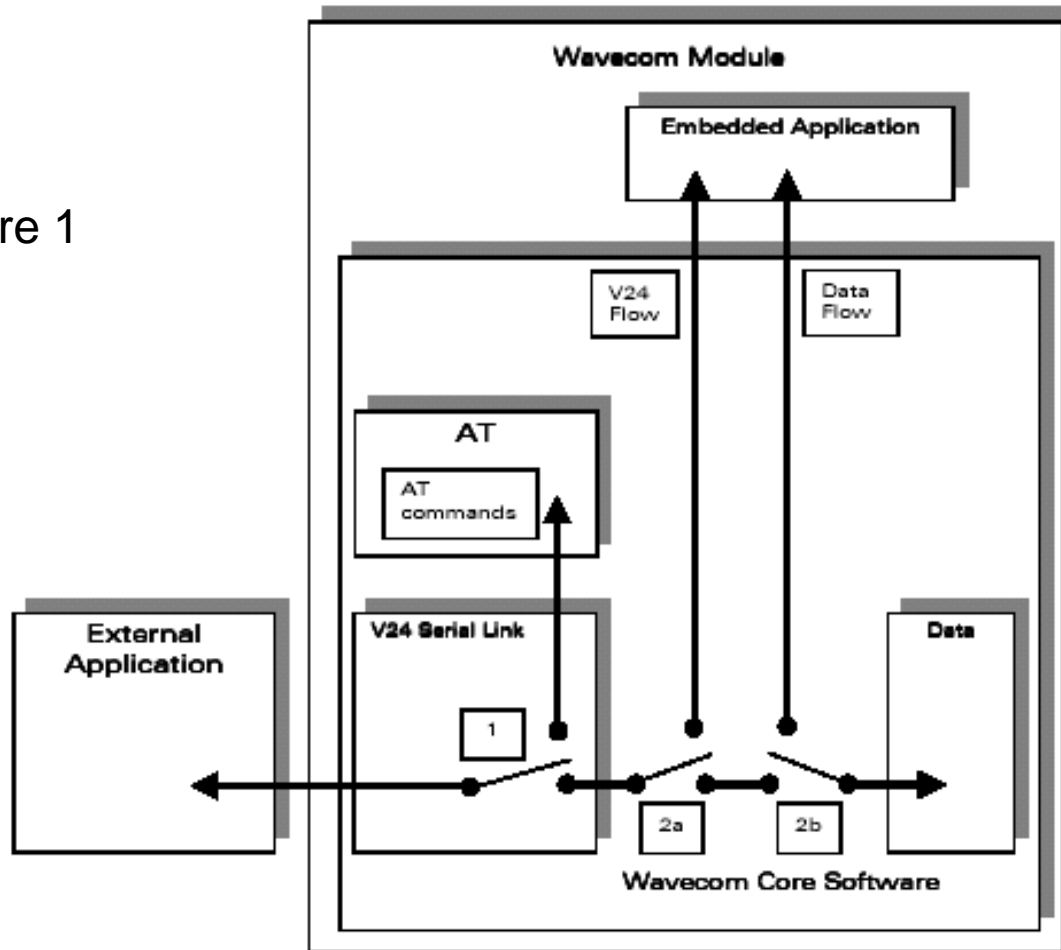 Wavecom Module
Embedded Application
re 1
V24
Flow
Data
Flow
AT
AT
commands
External
Application
V24 Serial Link
Data
1
2a
2b
Wavecom Core Software